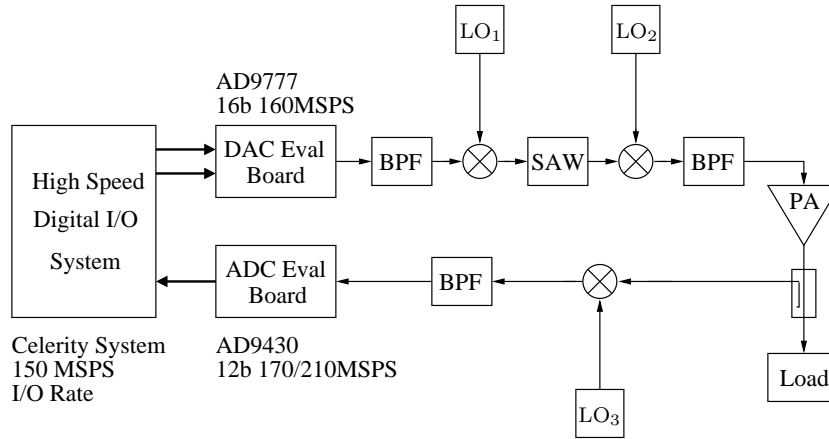 LO₁
LO₂
AD9777
16b 160MSPS
High Speed
Digital I/O
System
DAC Eval
Board
BPF
SAW
BPF
PA
ADC Eval
Board
BPF
Celerity System
150 MSPS
I/O Rate
AD9430
12b 170/210MSPS
LO₃
Load